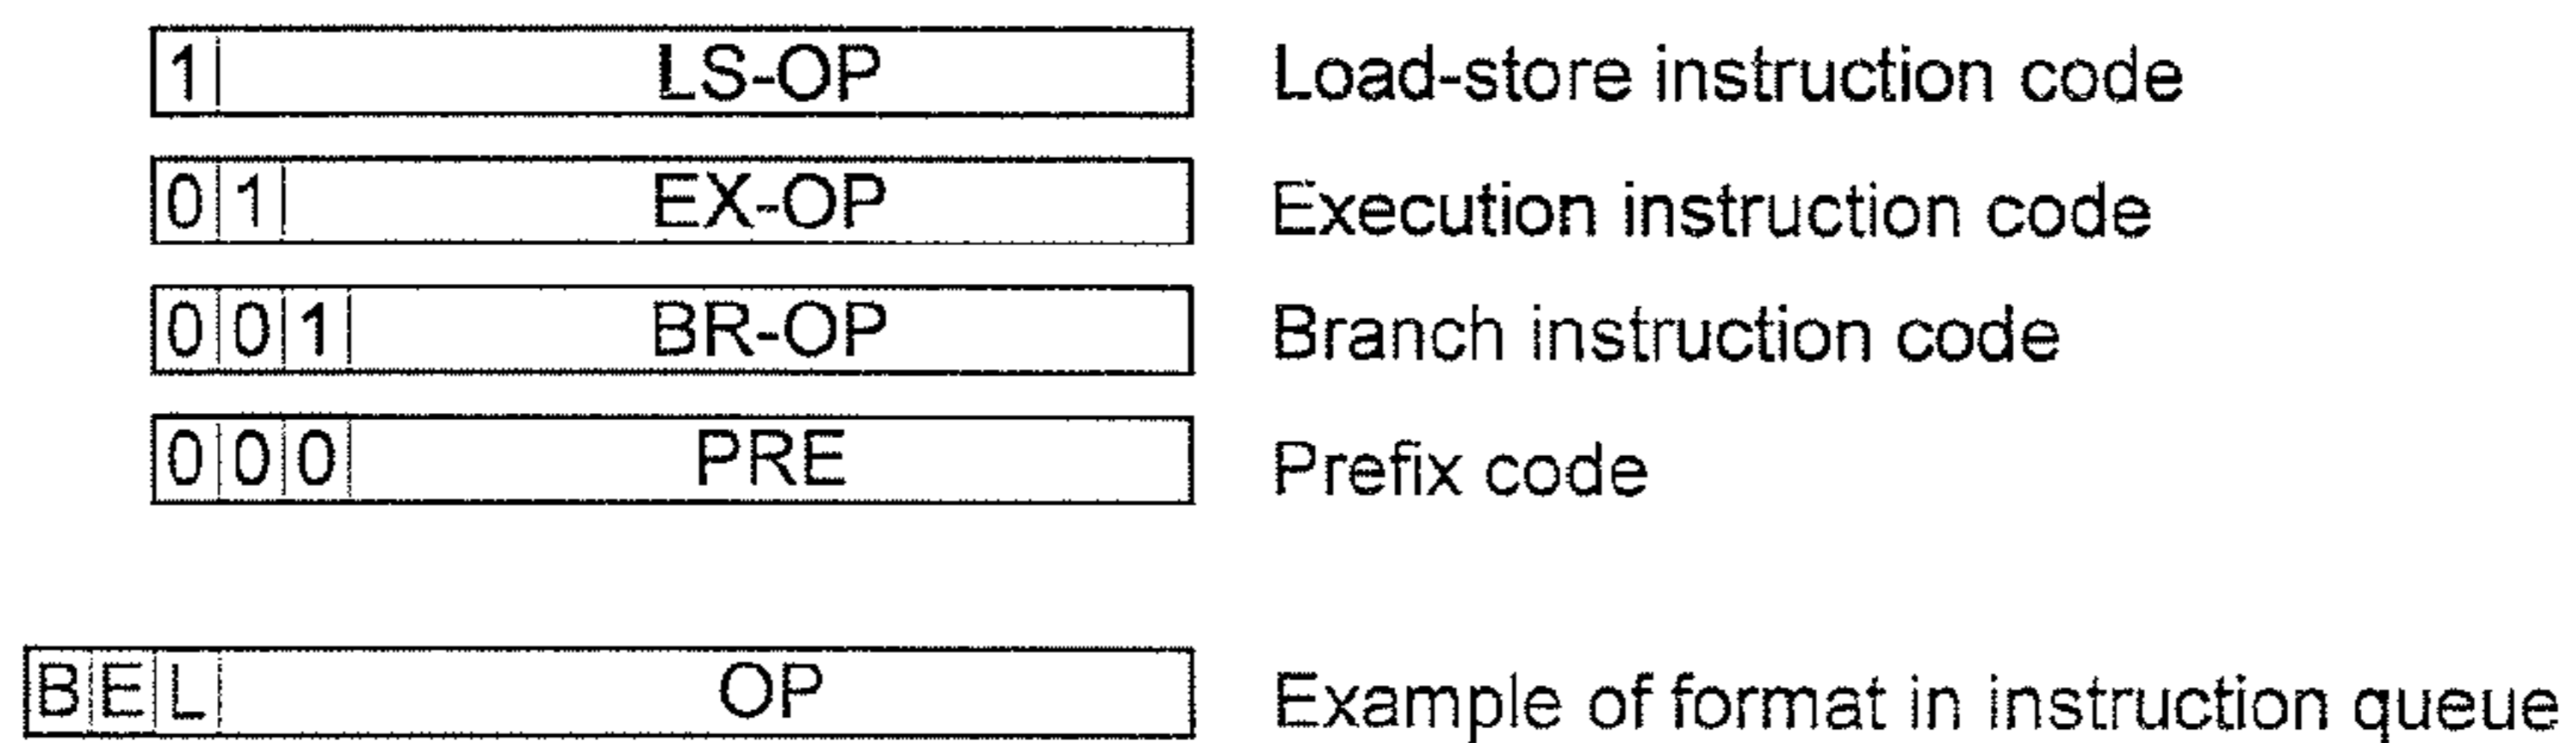 1 LS-OP Load-store instruction code
0 1 EX-OP Execution instruction code
0 0 1 BR-OP Branch instruction code
0 0 0 PRE Prefix code
B E L OP Example of format in instruction queue